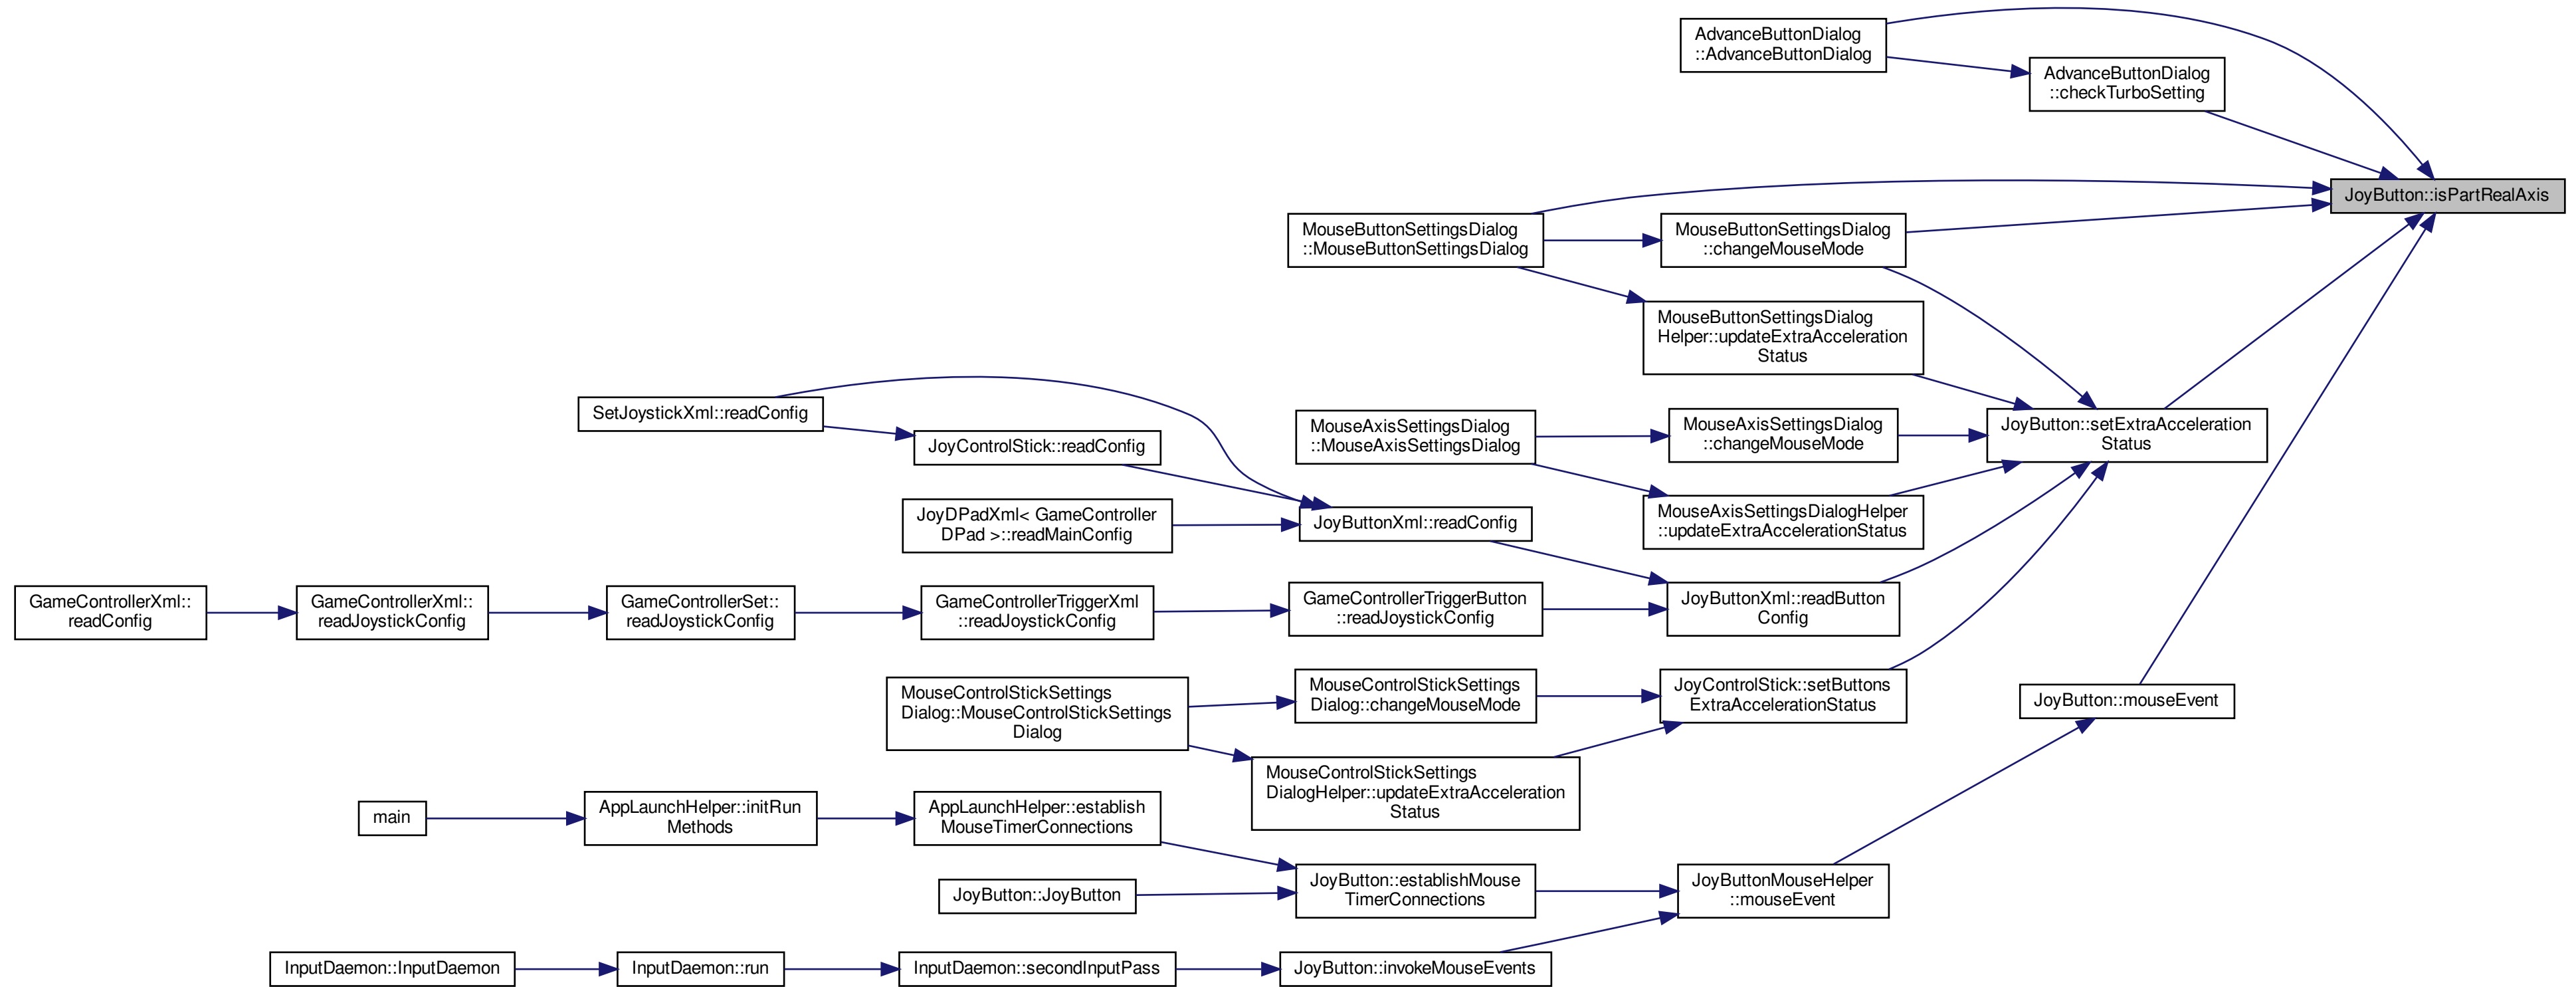 AdvanceButtonDialog
::AdvanceButtonDialog
AdvanceButtonDialog
::checkTurboSetting
JoyButton::isPartRealAxis
MouseButtonSettingsDialog
::MouseButtonSettingsDialog
MouseButtonSettingsDialog
::changeMouseMode
MouseButtonSettingsDialog
Helper::updateExtraAcceleration
Status
SetJoystickXml::readConfig
JoyControlStick::readConfig
MouseAxisSettingsDialog
::MouseAxisSettingsDialog
MouseAxisSettingsDialog
::changeMouseMode
JoyButton::setExtraAcceleration
Status
JoyDPadXml< GameController
DPad >::readMainConfig
JoyButtonXml::readConfig
MouseAxisSettingsDialogHelper
::updateExtraAccelerationStatus
GameControllerXml::
readConfig
GameControllerXml::
readJoystickConfig
GameControllerSet::
readJoystickConfig
GameControllerTriggerXml
::readJoystickConfig
GameControllerTriggerButton
::readJoystickConfig
JoyButtonXml::readButton
Config
MouseControlStickSettings
Dialog::MouseControlStickSettings
Dialog
MouseControlStickSettings
Dialog::changeMouseMode
JoyControlStick::setButtons
ExtraAccelerationStatus
JoyButton::mouseEvent
MouseControlStickSettings
DialogHelper::updateExtraAcceleration
Status
main
AppLaunchHelper::initRun
Methods
AppLaunchHelper::establish
MouseTimerConnections
JoyButton::JoyButton
JoyButton::establishMouse
TimerConnections
JoyButtonMouseHelper
::mouseEvent
InputDaemon::InputDaemon
InputDaemon::run
InputDaemon::secondInputPass
JoyButton::invokeMouseEvents